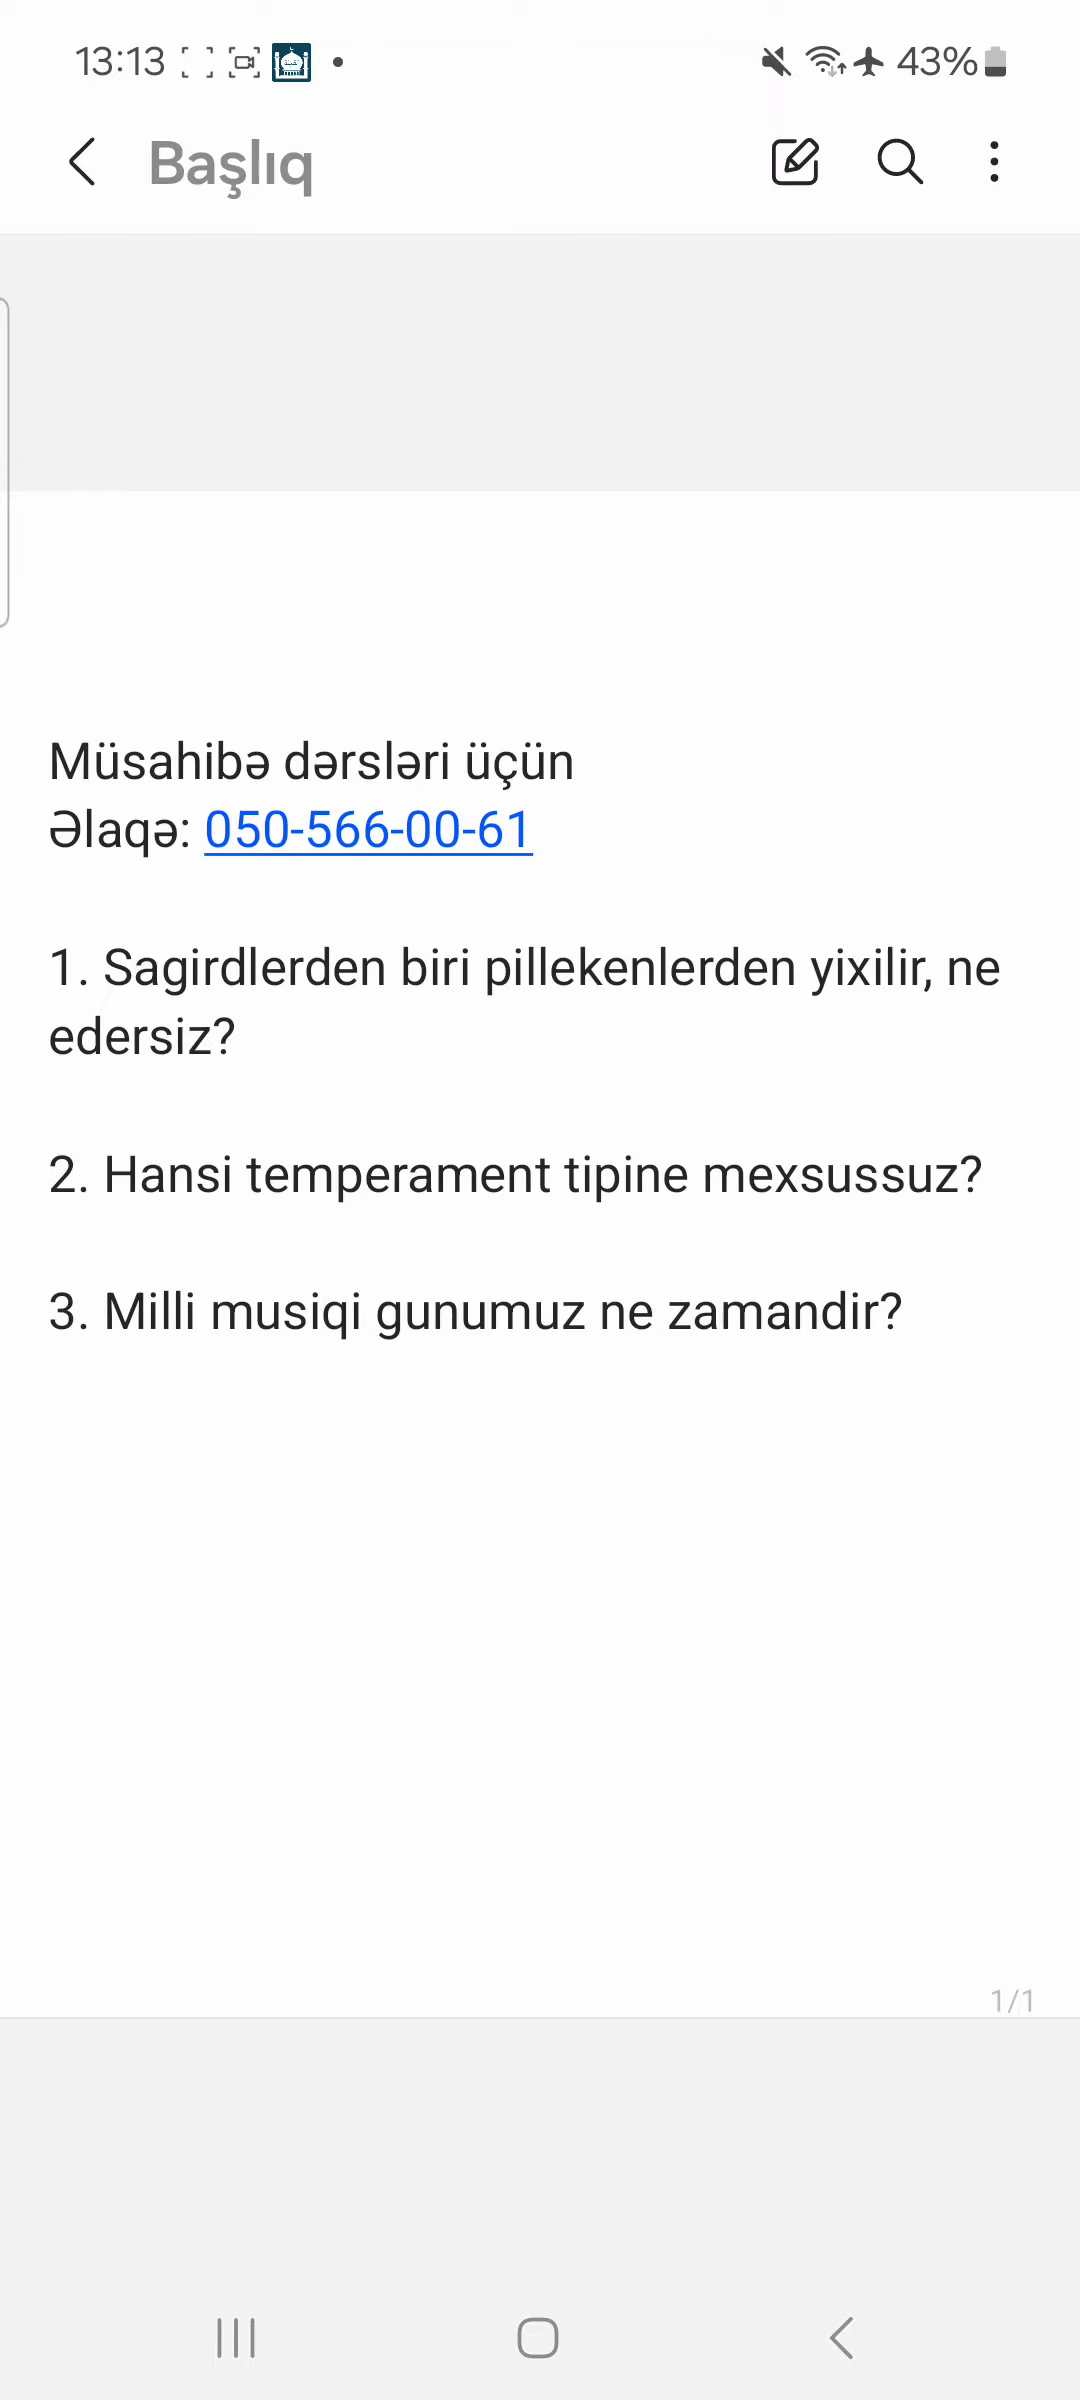 13:13
43%
Başlıq
Müsahibə dərsləri üçün
Əlaqə: 050-566-00-61
1. Sagirdlerden biri pillekenlerden yixilir, ne
edersiz?
2. Hansi temperament tipine mexsussuz?
3. Milli musiqi gunumuz ne zamandir?
1/1